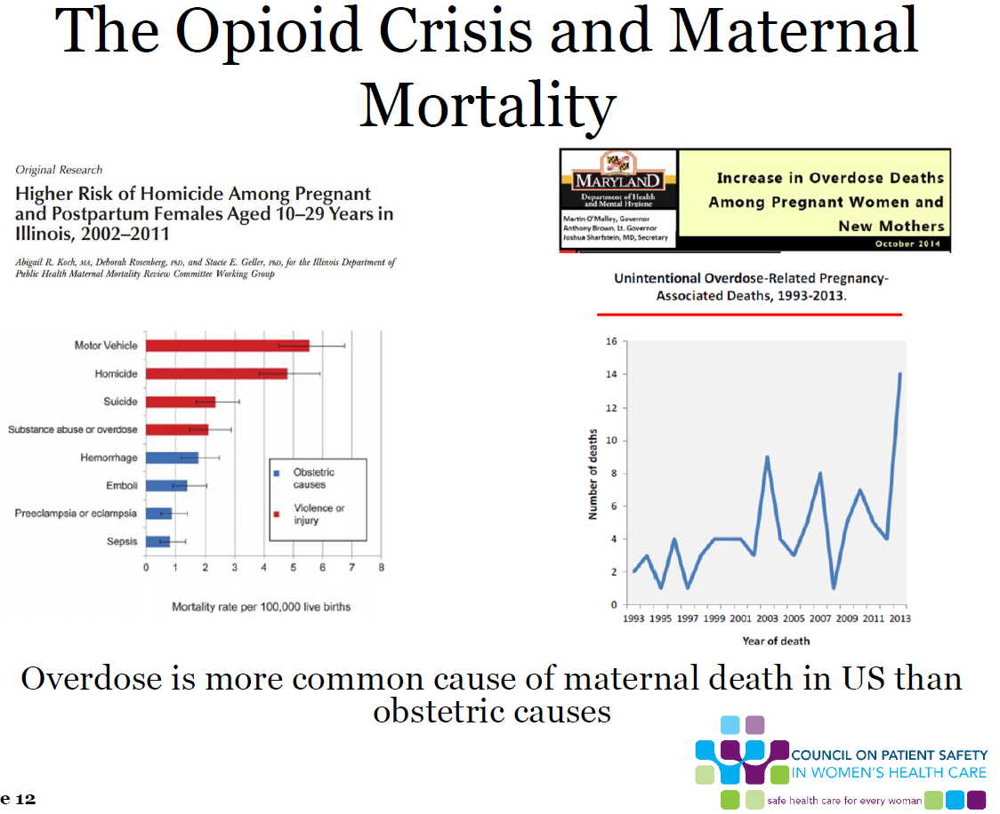 The Opioid Crisis and Maternal
Mortality
Original Research
Higher Risk of Homicide Among Pregnant
and Postpartum Females Aged 10–29 Years in
Illinois, 2002–2011
Abigail R. Koch, MA, Deborah Rosenberg, PhD, and Stacie E. Geller, PhD, for the Illinois Department of
Public Health Maternal Mortality Review Committee Working Group
Motor Vehicle
Homicide
Suicide
Substance abuse or overdose
Hemorrhage
Emboli
Preeclampsia or eclampsia
Sepsis
0 1 2 3 4 5 6 7 8
Mortality rate per 100,000 live births
Obstetric
causes
Violence or
injury
MARYLAND
Department of Health
and Mental Hygiene
Martin O'Malley, Governor
Anthony Brown, Lt. Governor
Joshua Sharfstein, MD, Secretary
Increase in Overdose Deaths
Among Pregnant Women and
New Mothers
October 2014
Unintentional Overdose-Related Pregnancy-
Associated Deaths, 1993-2013.
Number of deaths
16
14
12
10
8
6
4
2
0
1993 1995 1997 1999 2001 2003 2005 2007 2009 2011 2013
Year of death
Overdose is more common cause of maternal death in US than
obstetric causes
COUNCIL ON PATIENT SAFETY
IN WOMEN'S HEALTH CARE
safe health care for every woman
e 12